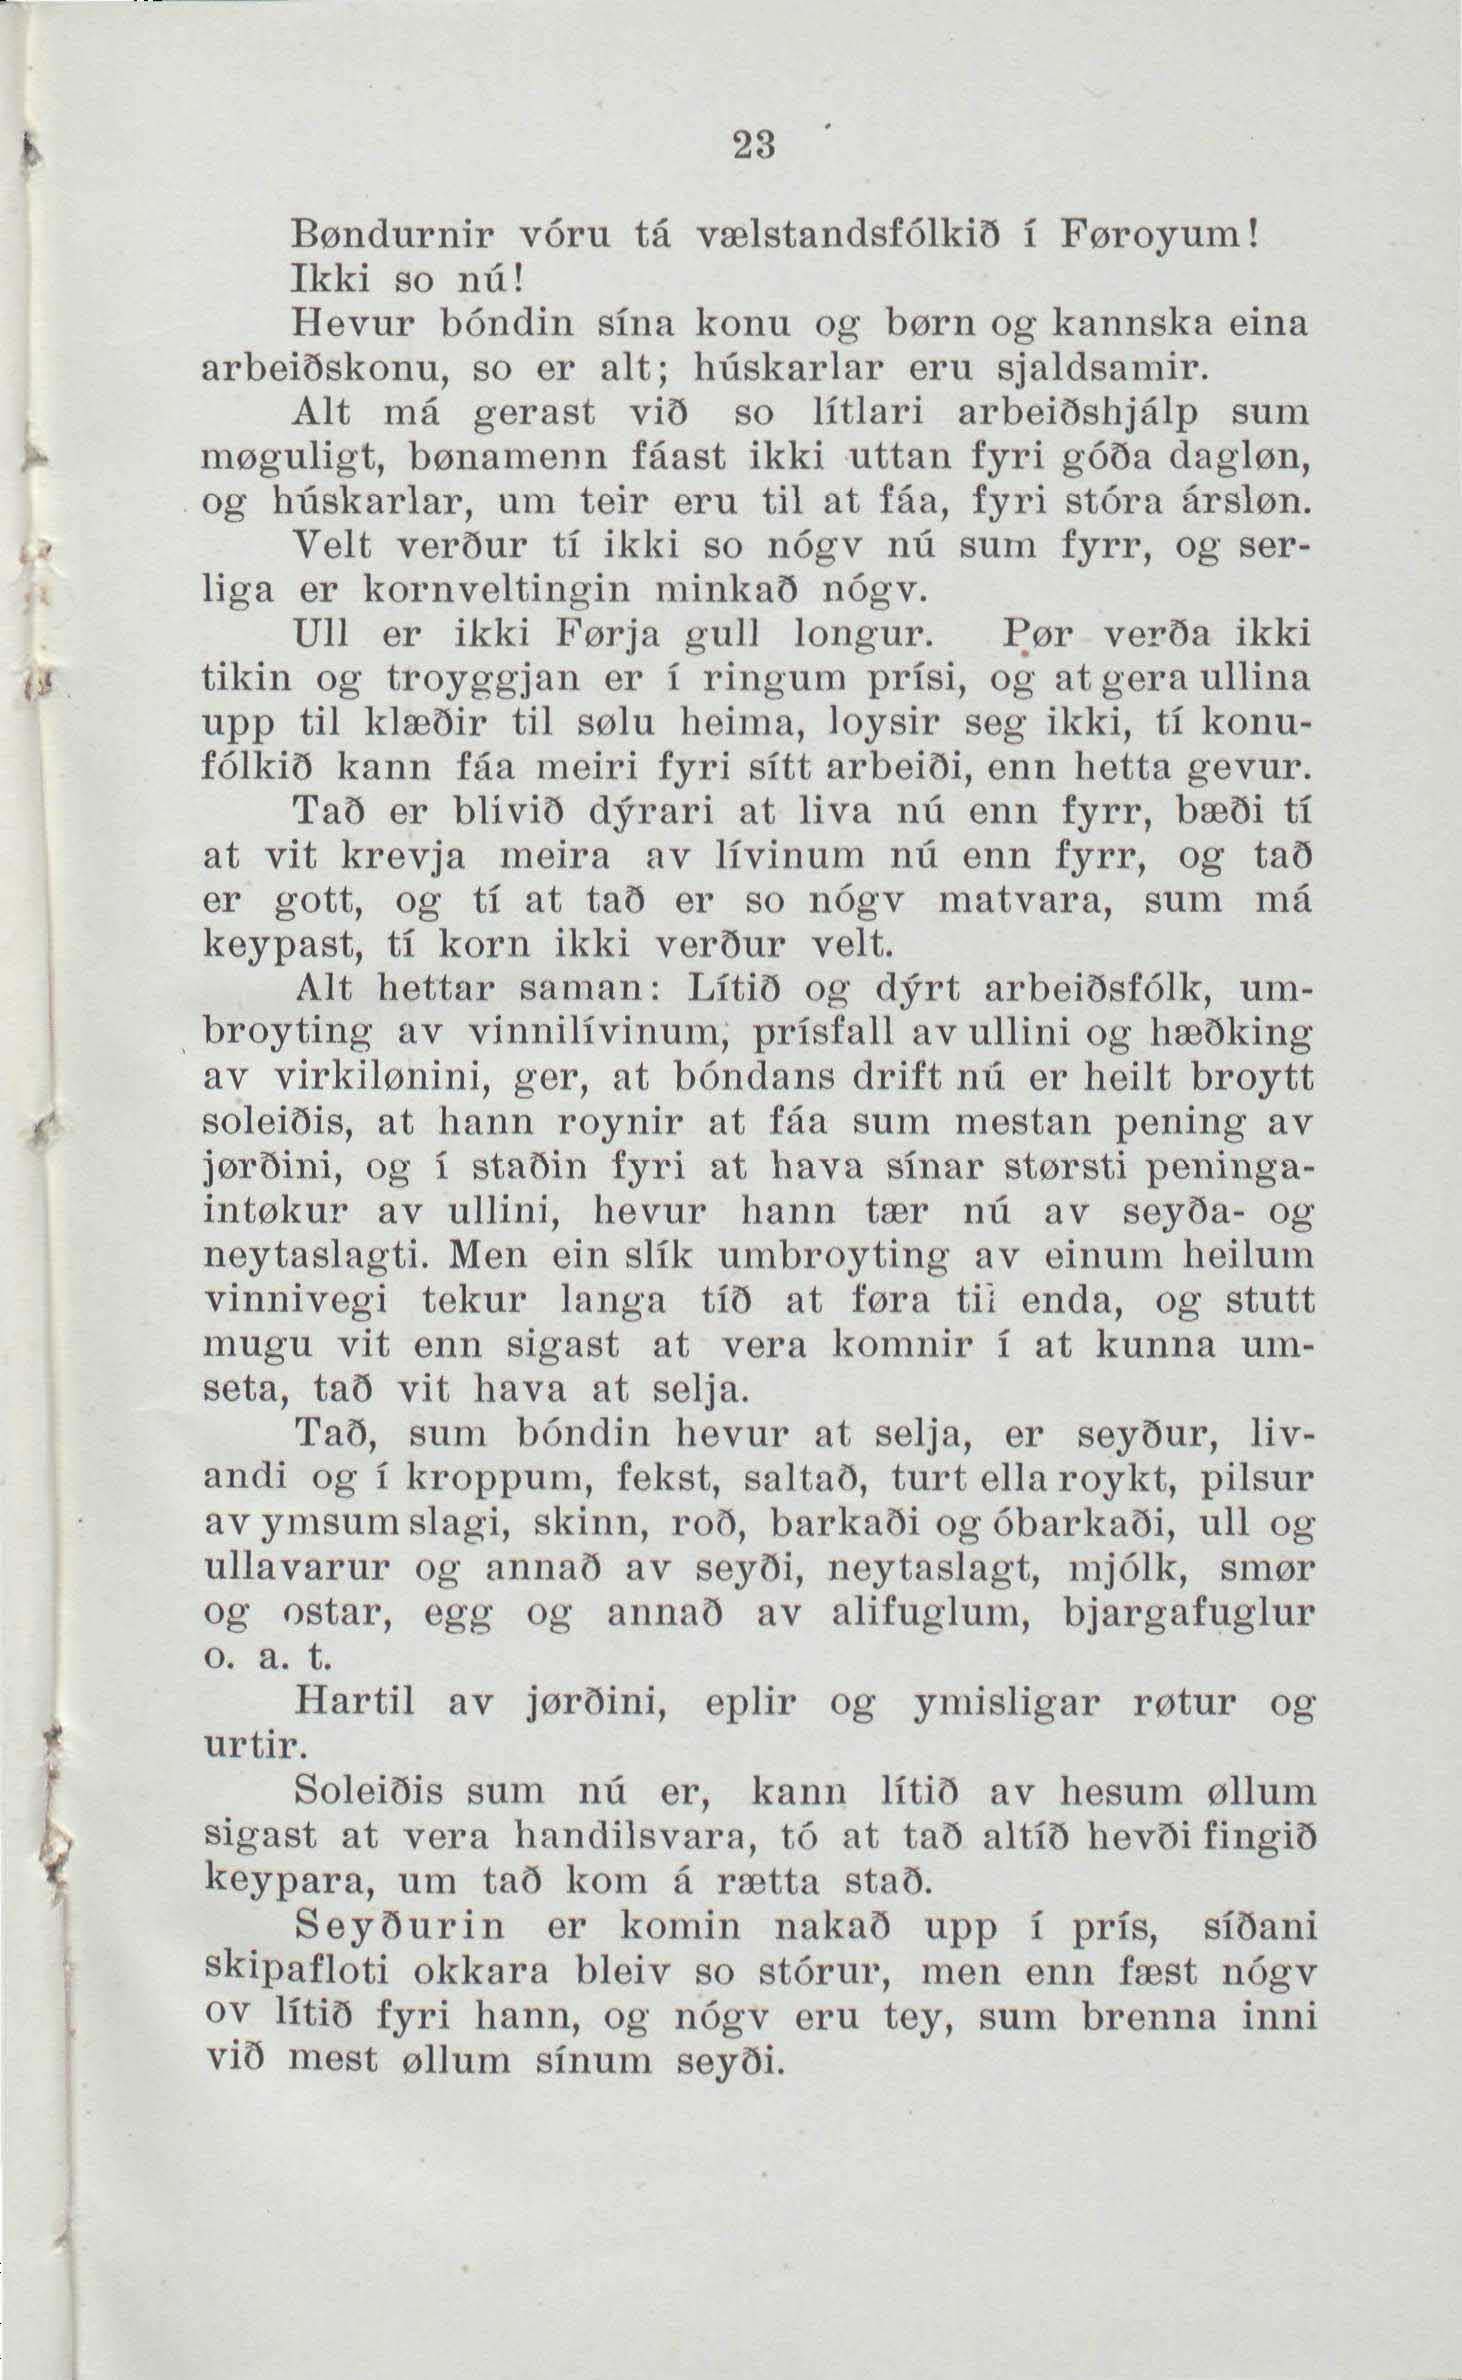 23
Bøndurnir vóru tá vælstandsfólkið í Føroyum!
Ikki so nú!
Hevur bóndin sína konu og børn og kannska eina
arbeiðskonu, so er alt; húskarlar eru sjaldsamir.
Alt má gerast við so lítlari arbeiðshjálp sum
møguligt, bønamenn fáast ikki uttan fyri góða dagløn,
og húskarlar, um teir eru til at fáa, fyri stóra ársløn.
Velt verður tí ikki so nógv nú sum fyrr, og ser-
liga er kornveltingin minkað nógv.
Ull er ikki Førja gull longur. Pør verða ikki
tikin og troyggjan er í ringum prísi, og at gera ullina
upp til klæðir til sølu heima, loysir seg ikki, tí konu-
fólkið kann fáa meiri fyri sítt arbeiði, enn hetta gevur.
Tað er blivið dýrari at liva nú enn fyrr, bæði tí
at vit krevja meira av lívinum nú enn fyrr, og tað
er gott, og tí at tað er so nógv matvara, sum má
keypast, tí korn ikki verður velt.
Alt hettar saman: Lítið og dýrt arbeiðsfólk, um-
broyting av vinnilívinum, prísfall av ullini og hæðking
av virkilønini, ger, at bóndans drift nú er heilt broytt
soleiðis, at hann roynir at fáa sum mestan pening av
jørðini, og í staðin fyri at hava sínar størsti peninga-
intøkur av ullini, hevur hann tær nú av seyða- og
neytaslagti. Men ein slík umbroyting av einum heilum
vinnivegi tekur langa tíð at føra til enda, og stutt
mugu vit enn sigast at vera komnir í at kunna um-
seta, tað vit hava at selja.
Tað, sum bóndin hevur at selja, er seyður, liv-
andi og í kroppum, fekst, saltað, turt ella roykt, pilsur
av ymsum slagi, skinn, roð, barkaði og óbarkaði, ull og
ullavarur og annað av seyði, neytaslagt, mjólk, smør
og ostar, egg og annað av alifuglum, bjargafuglur
o. a. t.
Hartil av jørðini, eplir og ymisligar røtur og
urtir.
Soleiðis sum nú er, kann lítið av hesum øllum
sigast at vera handilsvara, tó at tað altíð hevði fingið
keypara, um tað kom á rætta stað.
Seyðurin er komin nakað upp í prís, síðani
skipafloti okkara bleiv so stórur, men enn fæst nógv
ov lítið fyri hann, og nógv eru tey, sum brenna inni
við mest øllum sínum seyði.